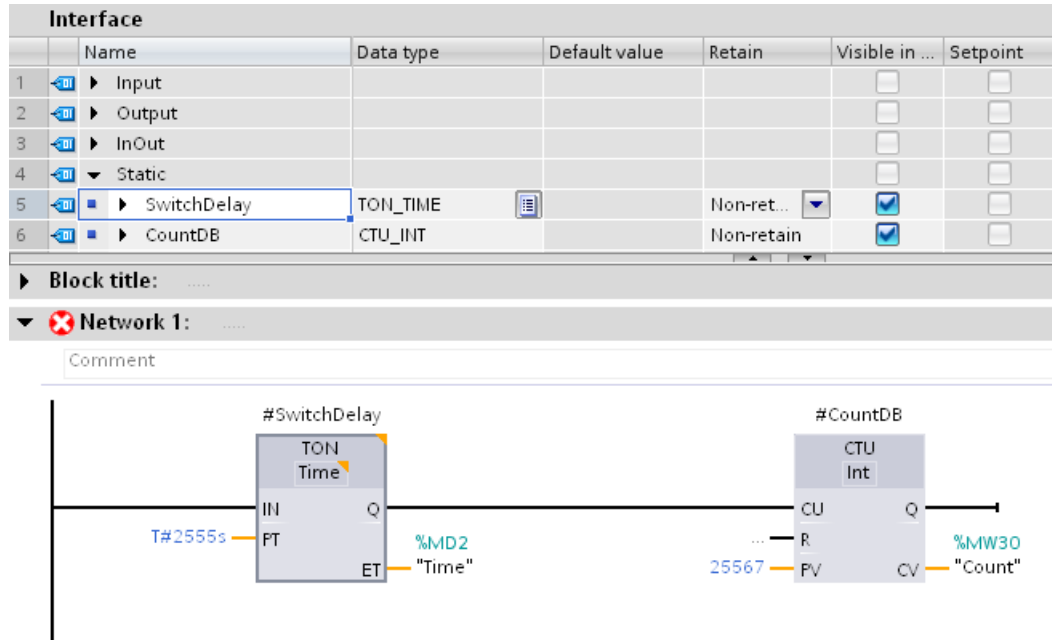 Interface
Name Data type Default value Retain Visible in ... Setpoint
1 Input
2 Output
3 InOut
4 Static
5 SwitchDelay TON_TIME Non-ret...
6 CountDB CTU_INT Non-retain
Block title: .....
Network 1: .....
Comment
#SwitchDelay #CountDB
TON CTU
Time Int
IN Q CU Q
T#2555s PT %MD2 ... R %MW30
ET "Time" 25567 PV CV "Count"